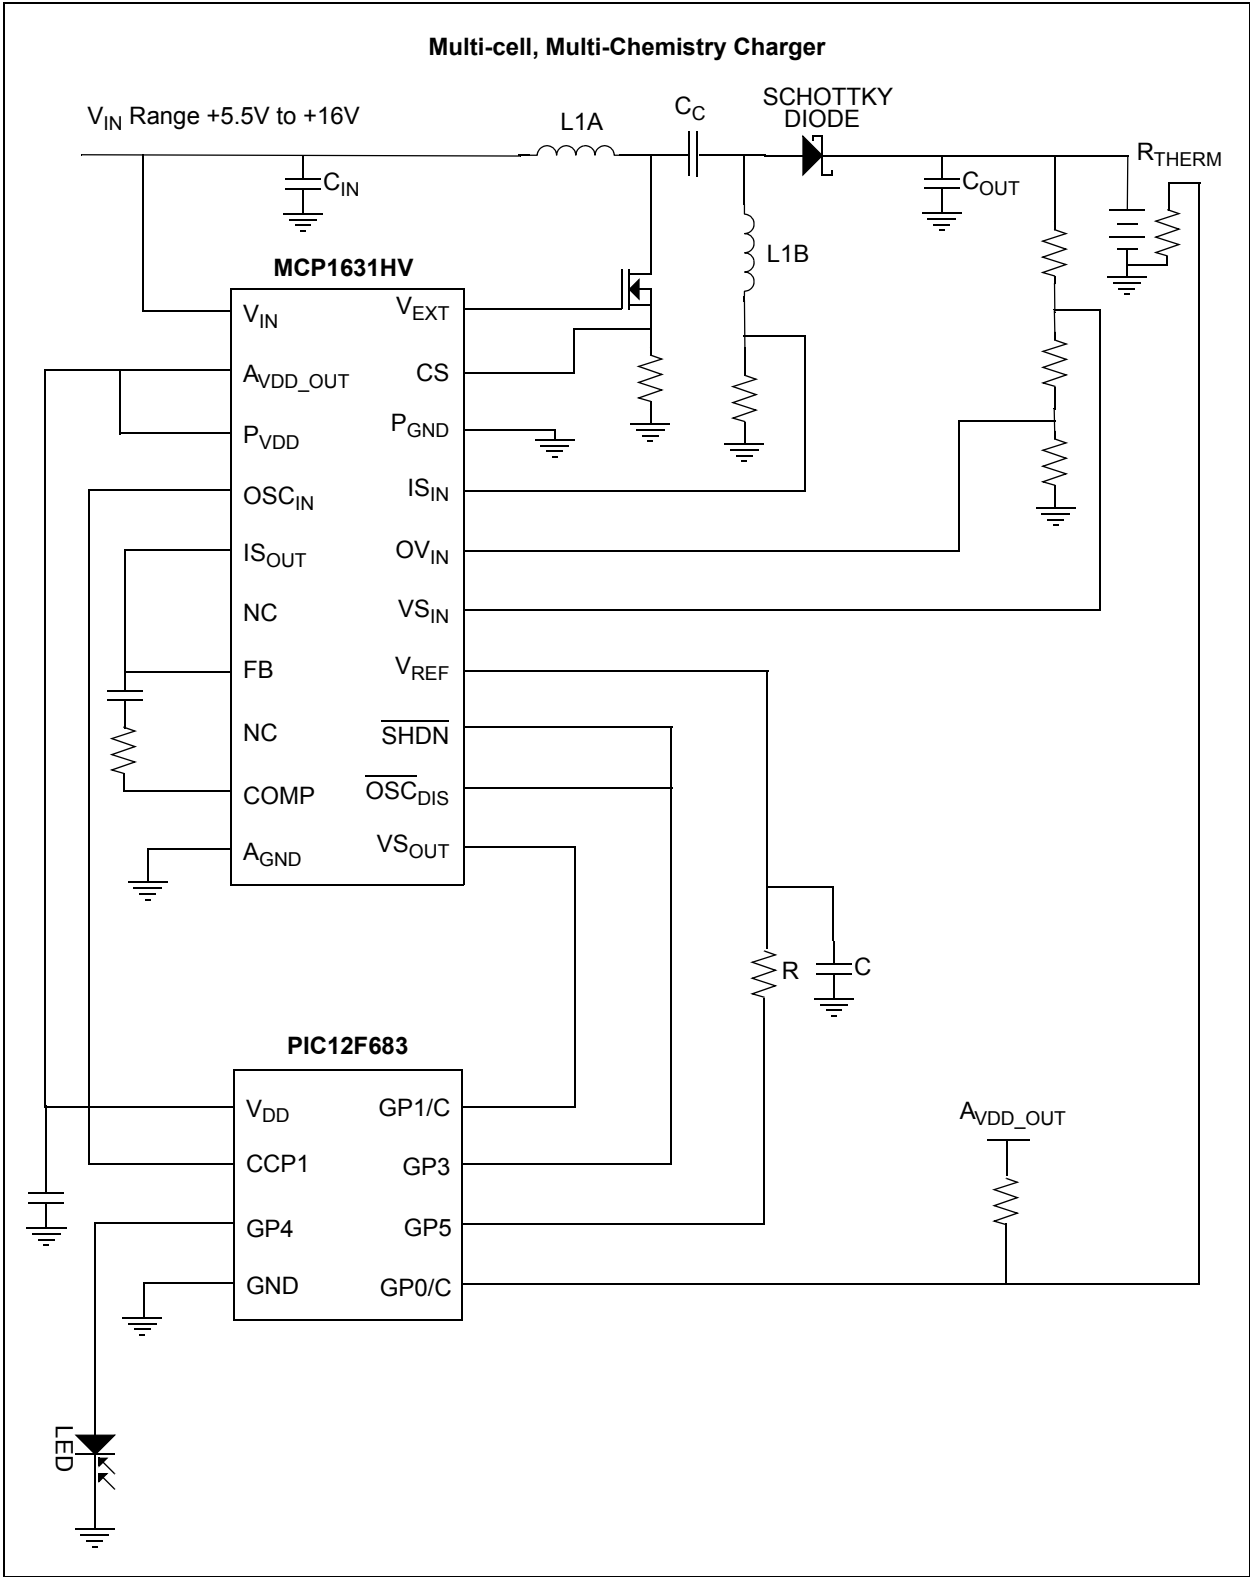 Multi-cell, Multi-Chemistry Charger
VIN Range +5.5V to +16V
L1A
CC
SCHOTTKY
DIODE
RTHERM
CIN
COUT
L1B
MCP1631HV
VIN
VEXT
AVDD_OUT
CS
PVDD
PGND
OSCIN
ISIN
ISOUT
OVIN
NC
VSIN
FB
VREF
NC
SHDN
COMP
OSCDIS
AGND
VSOUT
R
C
PIC12F683
VDD
GP1/C
AVDD_OUT
CCP1
GP3
GP4
GP5
GND
GP0/C
LED